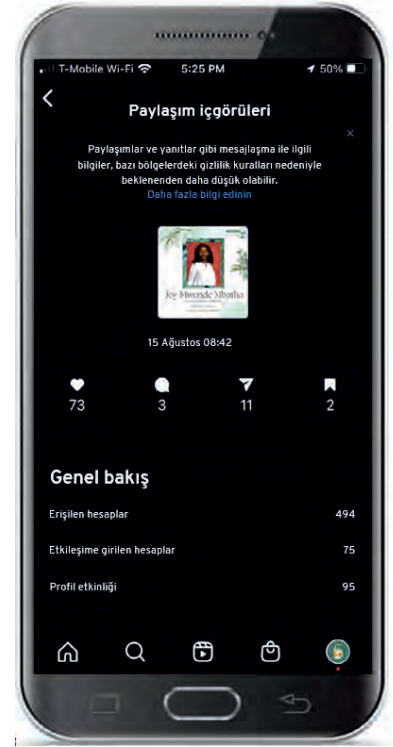 T-Mobile Wi-Fi 5:25 PM 50%
Paylaşım içgörüleri
Paylaşımlar ve yanıtlar gibi mesajlaşma ile ilgili
bilgiler, bazı bölgelerdeki gizlilik kuralları nedeniyle
beklenenden daha düşük olabilir.
Daha fazla bilgi edinin
Joy Mwende Mbatha
15 Ağustos 08:42
73 3 11 2
Genel bakış
Erişilen hesaplar 494
Etkileşime girilen hesaplar 75
Profil etkinliği 95